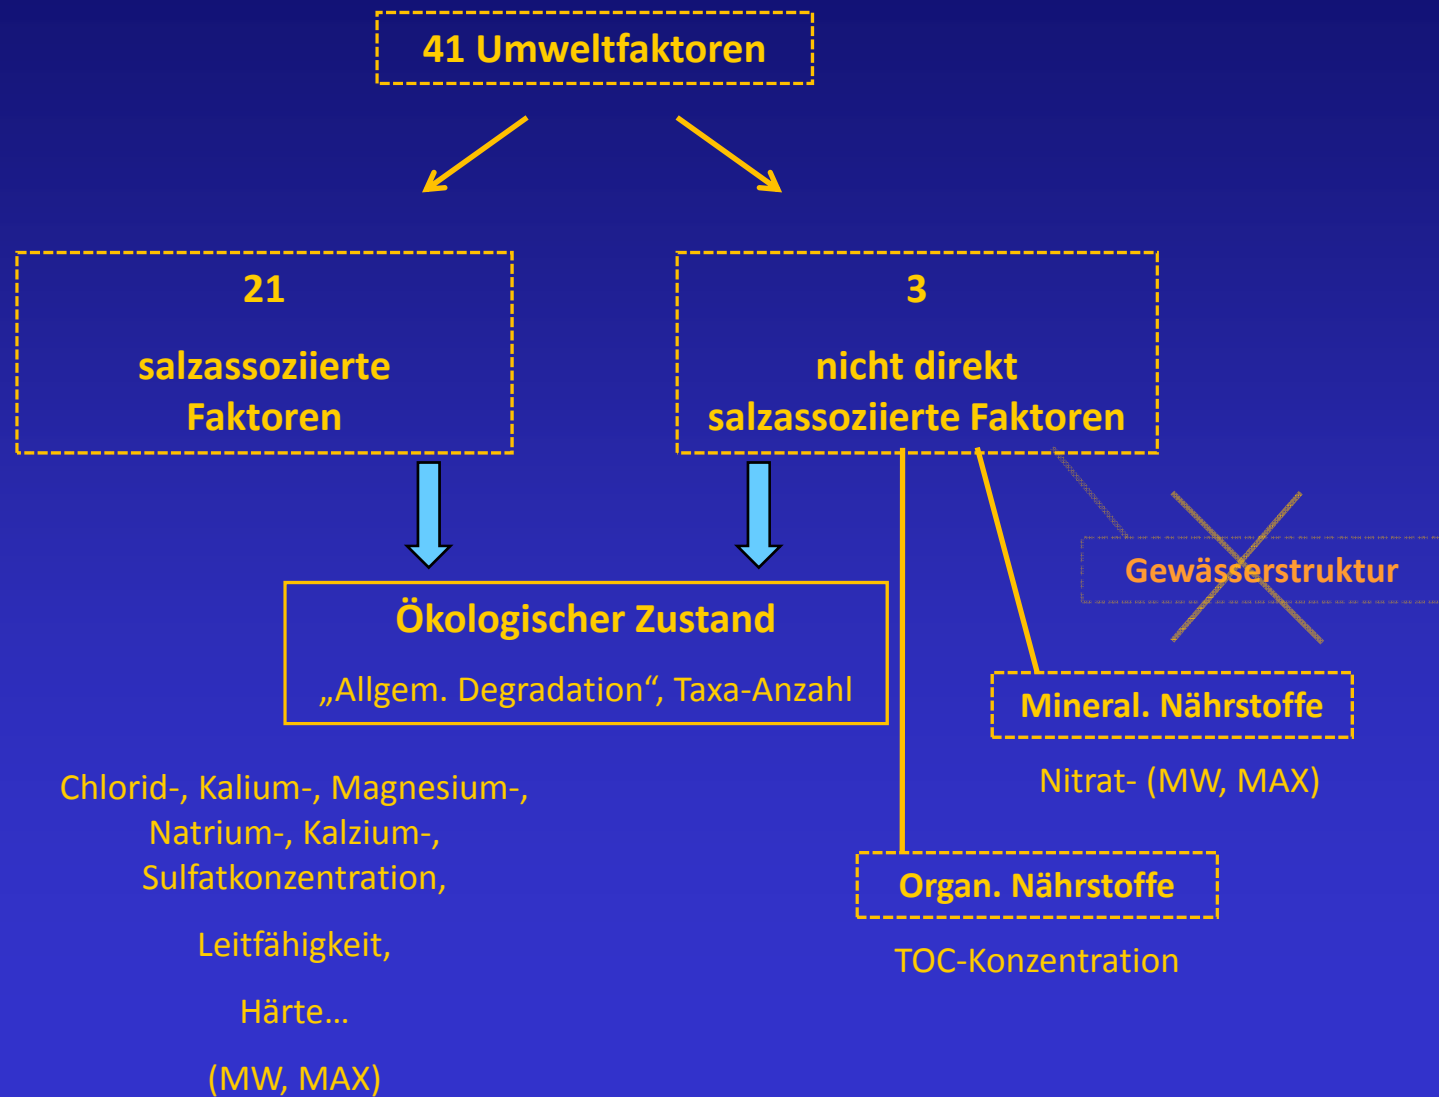 41 Umweltfaktoren
21
salzassoziierte
Faktoren
3
nicht direkt
salzassoziierte Faktoren
Gewässerstruktur
Ökologischer Zustand
„Allgem. Degradation“, Taxa-Anzahl
Mineral. Nährstoffe
Nitrat- (MW, MAX)
Chlorid-, Kalium-, Magnesium-,
Natrium-, Kalzium-,
Sulfatkonzentration,
Leitfähigkeit,
Härte...
(MW, MAX)
Organ. Nährstoffe
TOC-Konzentration